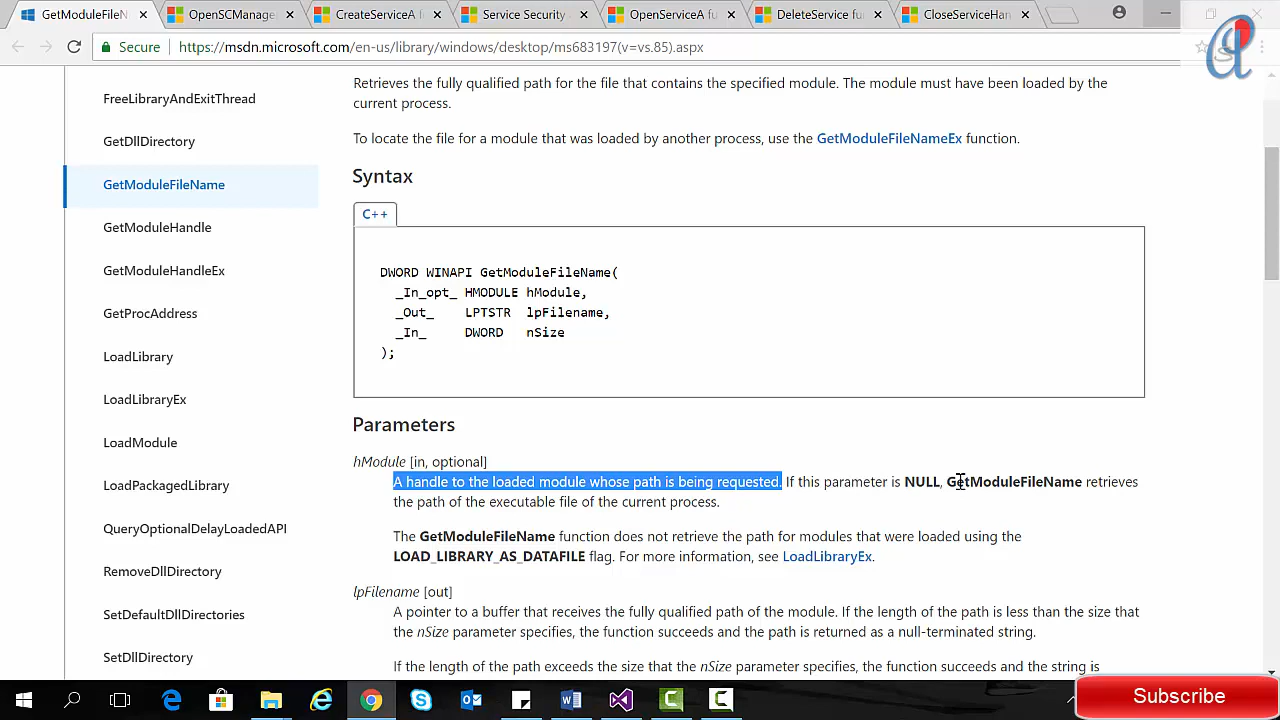 GetModuleFileN
OpenSCManage
CreateServiceA f
Service Security
OpenServiceA fu
DeleteService fu
CloseServiceHan
Secure
https://msdn.microsoft.com/en-us/library/windows/desktop/ms683197(v=vs.85).aspx
Retrieves the fully qualified path for the file that contains the specified module. The module must have been loaded by the
current process.
To locate the file for a module that was loaded by another process, use the GetModuleFileNameEx function.
Syntax
C++
DWORD WINAPI GetModuleFileName(
_In_opt_ HMODULE hModule,
_Out_ LPTSTR lpFilename,
_In_ DWORD nSize
);
Parameters
hModule [in, optional]
A handle to the loaded module whose path is being requested. If this parameter is NULL, GetModuleFileName retrieves
the path of the executable file of the current process.
The GetModuleFileName function does not retrieve the path for modules that were loaded using the
LOAD_LIBRARY_AS_DATAFILE flag. For more information, see LoadLibraryEx.
lpFilename [out]
A pointer to a buffer that receives the fully qualified path of the module. If the length of the path is less than the size that
the nSize parameter specifies, the function succeeds and the path is returned as a null-terminated string.
If the length of the path exceeds the size that the nSize parameter specifies, the function succeeds and the string is
FreeLibraryAndExitThread
GetDllDirectory
GetModuleFileName
GetModuleHandle
GetModuleHandleEx
GetProcAddress
LoadLibrary
LoadLibraryEx
LoadModule
LoadPackagedLibrary
QueryOptionalDelayLoadedAPI
RemoveDllDirectory
SetDefaultDllDirectories
SetDllDirectory
Subscribe